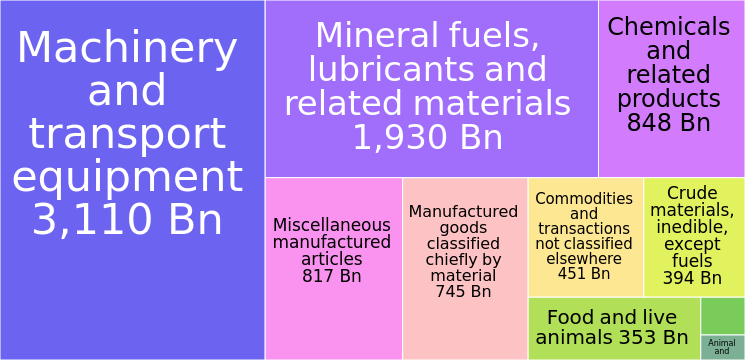 Machinery
and
transport
equipment
3,110 Bn
Mineral fuels,
lubricants and
related materials
1,930 Bn
Chemicals
and
related
products
848 Bn
Miscellaneous
manufactured
articles
817 Bn
Manufactured
goods
classified
chiefly by
material
745 Bn
Commodities
and
transactions
not classified
elsewhere
451 Bn
Crude
materials,
inedible,
except
fuels
394 Bn
Food and live
animals 353 Bn
Animal
and